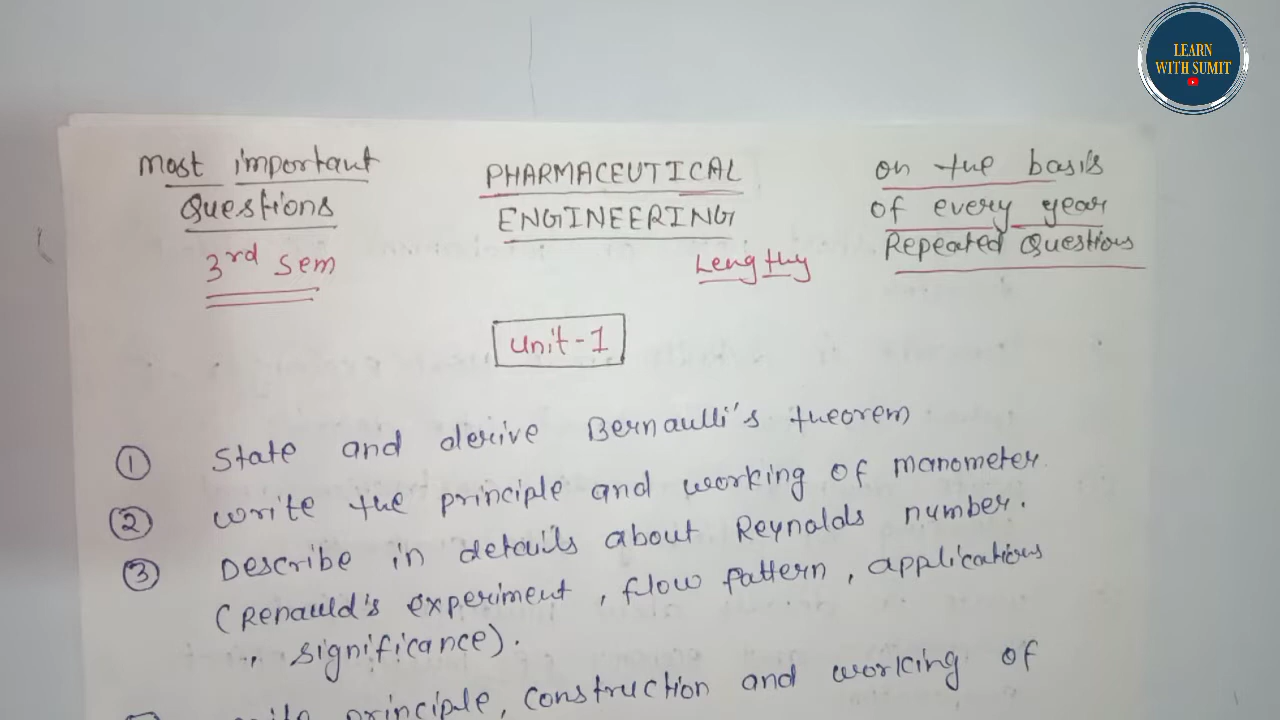 LEARN
WITH SUMIT
Most important
Questions
3rd Sem
PHARMACEUTICAL
ENGINEERING
Lengthy
on the basis
of every year
Repeated Questions
Unit-1
① State and derive Bernaulli's theorem
② write the principle and working of manometer.
③ Describe in details about Reynolds number.
(Renauld's experiment, flow pattern, applications
, significance).
principle, construction and working of